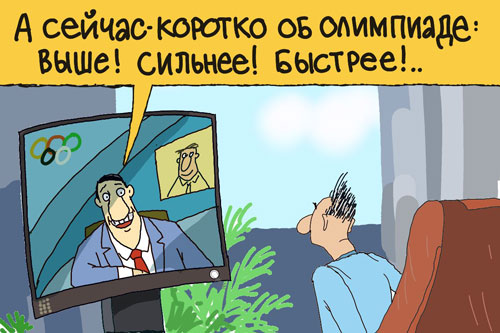 А СЕЙЧАС-КОРОТКО ОБ ОЛИМПИАДЕ:
ВЫШЕ! СИЛЬНЕЕ! БЫСТРЕЕ!..